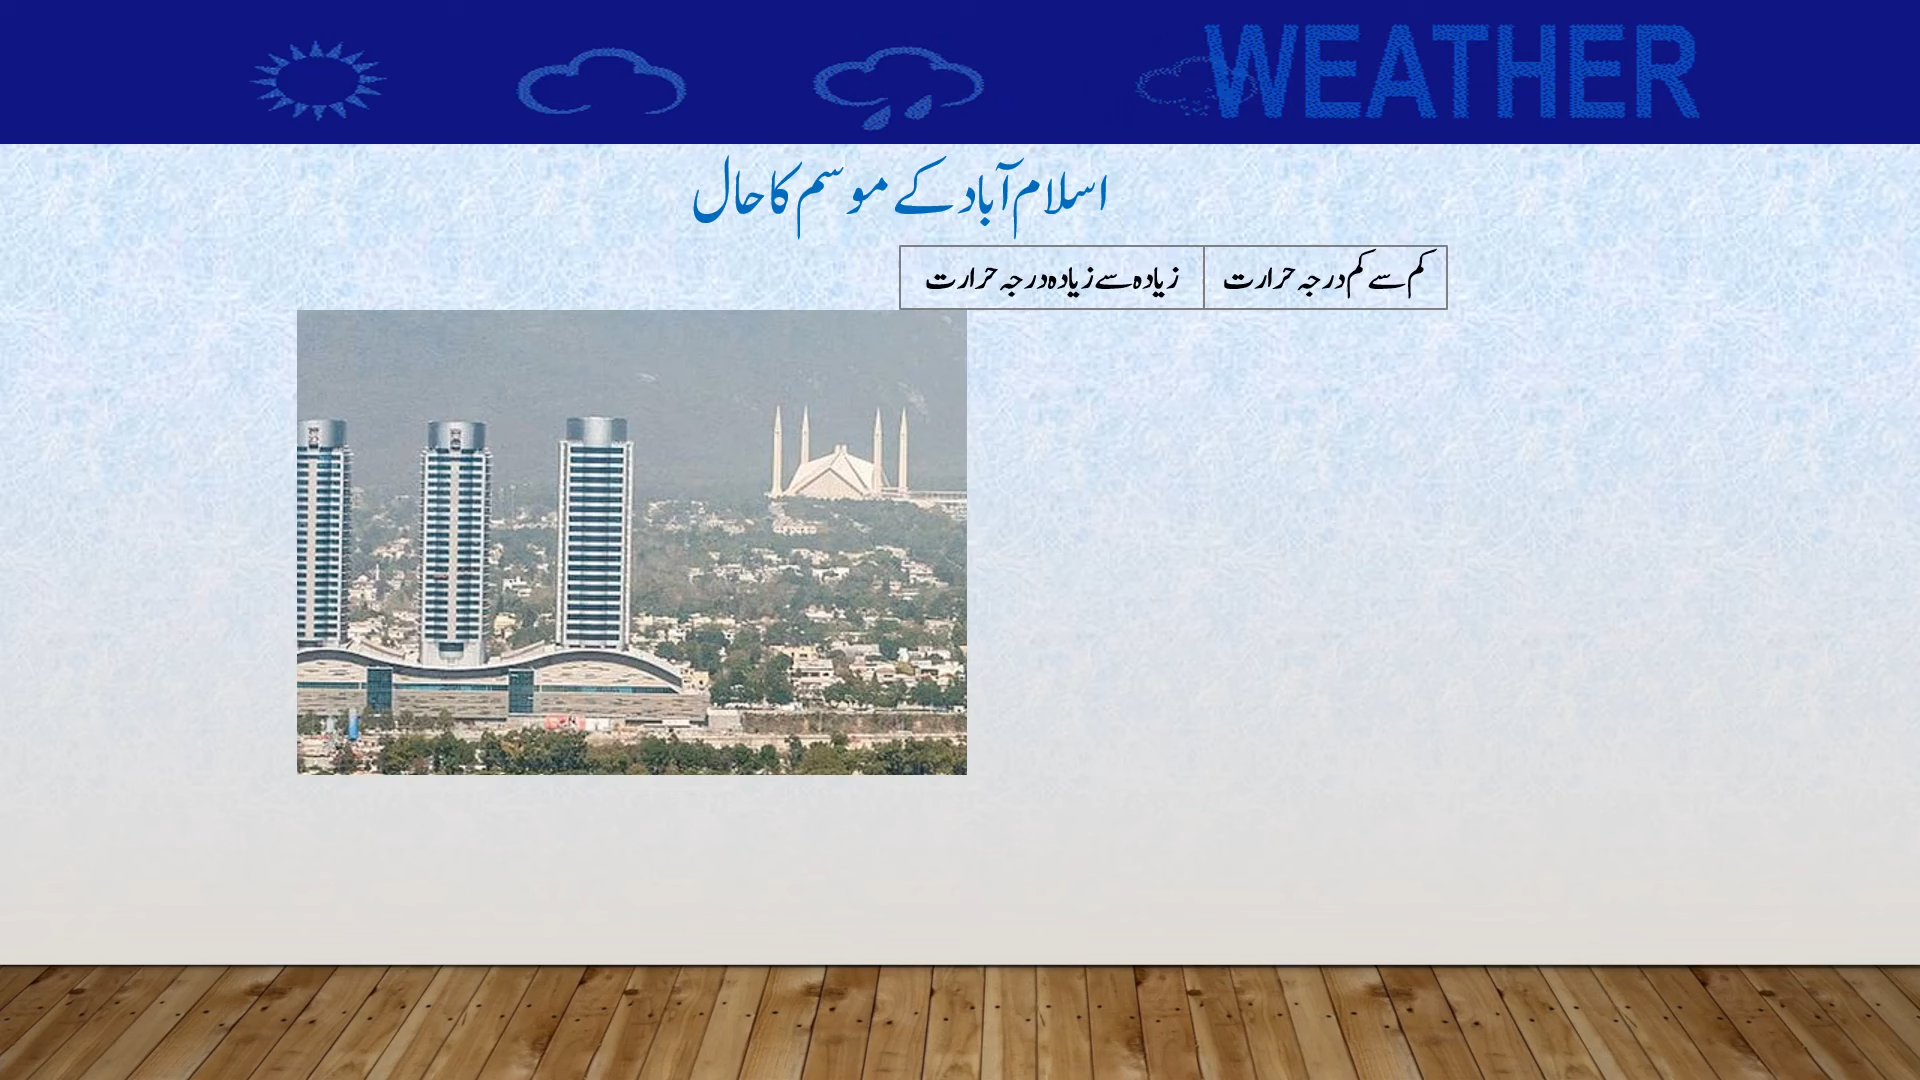 WEATHER
اسلام آباد کے موسم کا حال
کم سے کم درجہ حرارت
زیادہ سے زیادہ درجہ حرارت